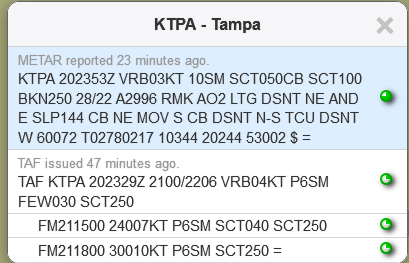 KTPA - Tampa
METAR reported 23 minutes ago.
KTPA 202353Z VRB03KT 10SM SCT050CB SCT100
BKN250 28/22 A2996 RMK AO2 LTG DSNT NE AND
E SLP144 CB NE MOV S CB DSNT N-S TCU DSNT
W 60072 T02780217 10344 20244 53002 $ =
TAF issued 47 minutes ago.
TAF KTPA 202329Z 2100/2206 VRB04KT P6SM
FEW030 SCT250
FM211500 24007KT P6SM SCT040 SCT250
FM211800 30010KT P6SM SCT250 =